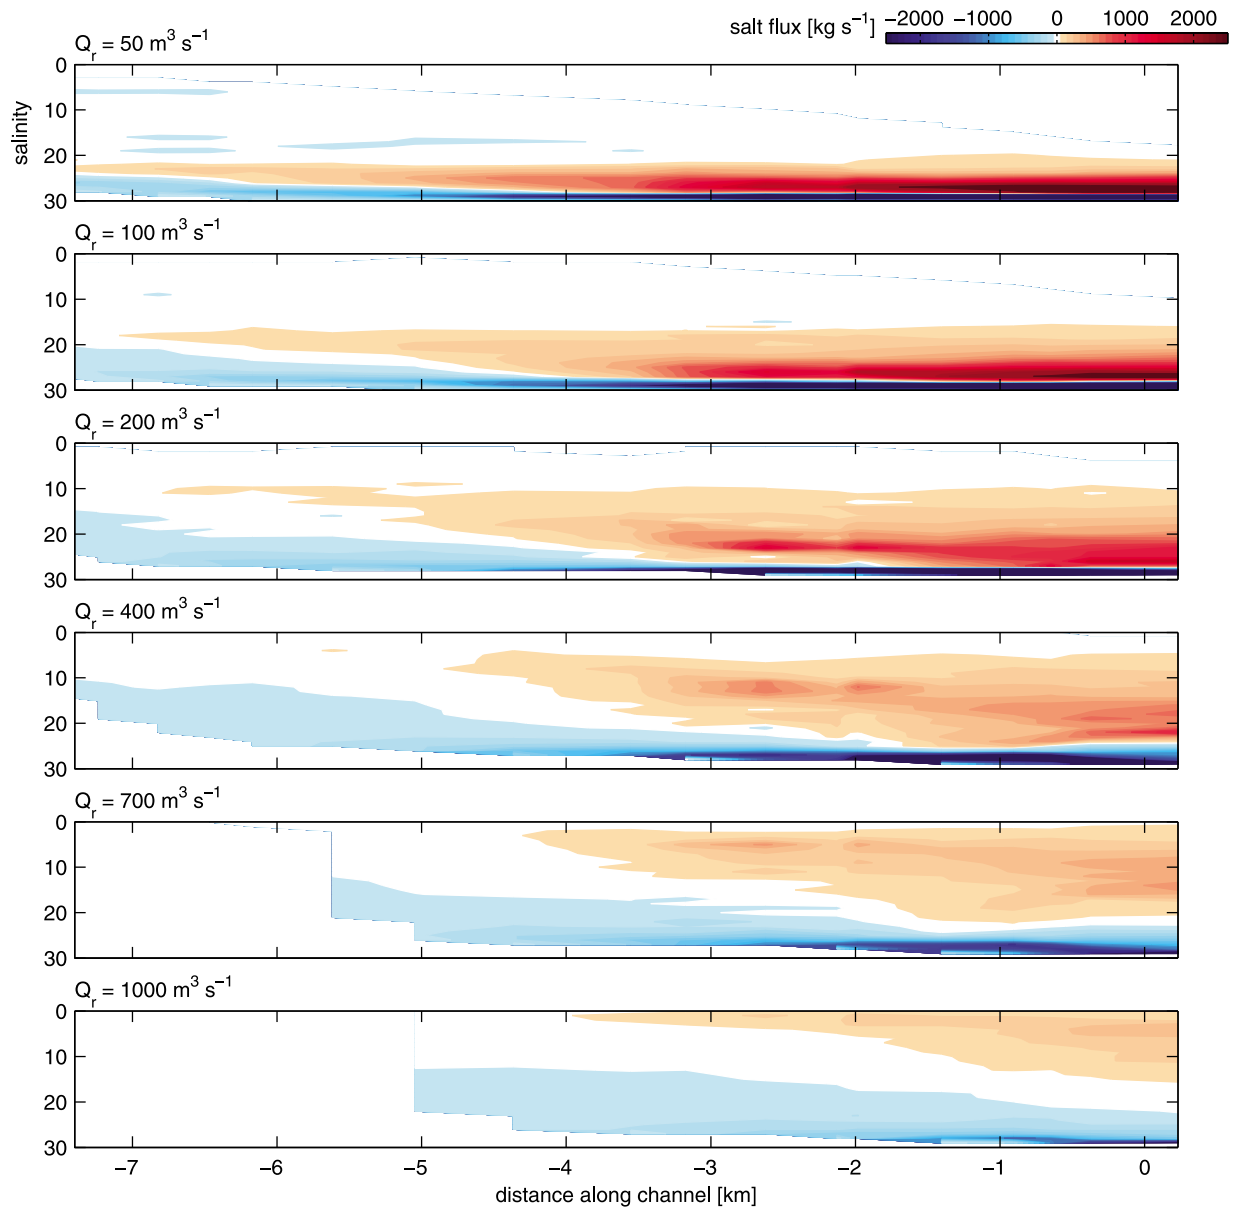 salt flux [kg s⁻¹]
−2000 −1000 0 1000 2000
Qᵣ = 50 m³ s⁻¹
0
10
20
30
salinity
Qᵣ = 100 m³ s⁻¹
0
10
20
30
Qᵣ = 200 m³ s⁻¹
0
10
20
30
Qᵣ = 400 m³ s⁻¹
0
10
20
30
Qᵣ = 700 m³ s⁻¹
0
10
20
30
Qᵣ = 1000 m³ s⁻¹
0
10
20
30
−7 −6 −5 −4 −3 −2 −1 0
distance along channel [km]